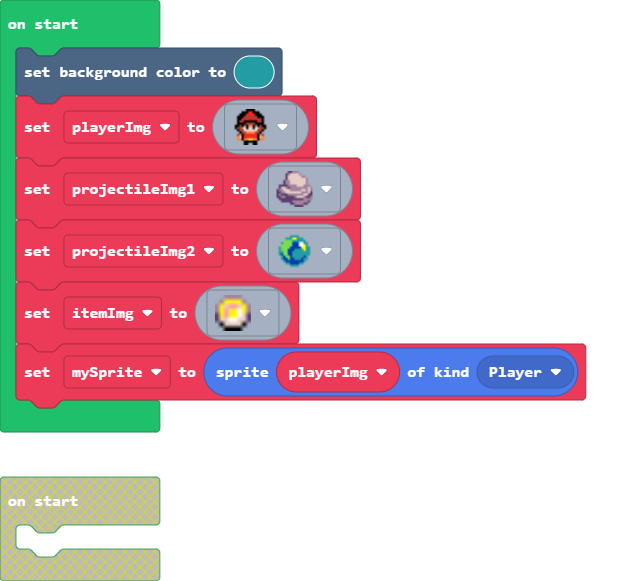 on start
set background color to
set playerImg to
set projectileImg1 to
set projectileImg2 to
set itemImg to
set mySprite to sprite playerImg of kind Player
on start